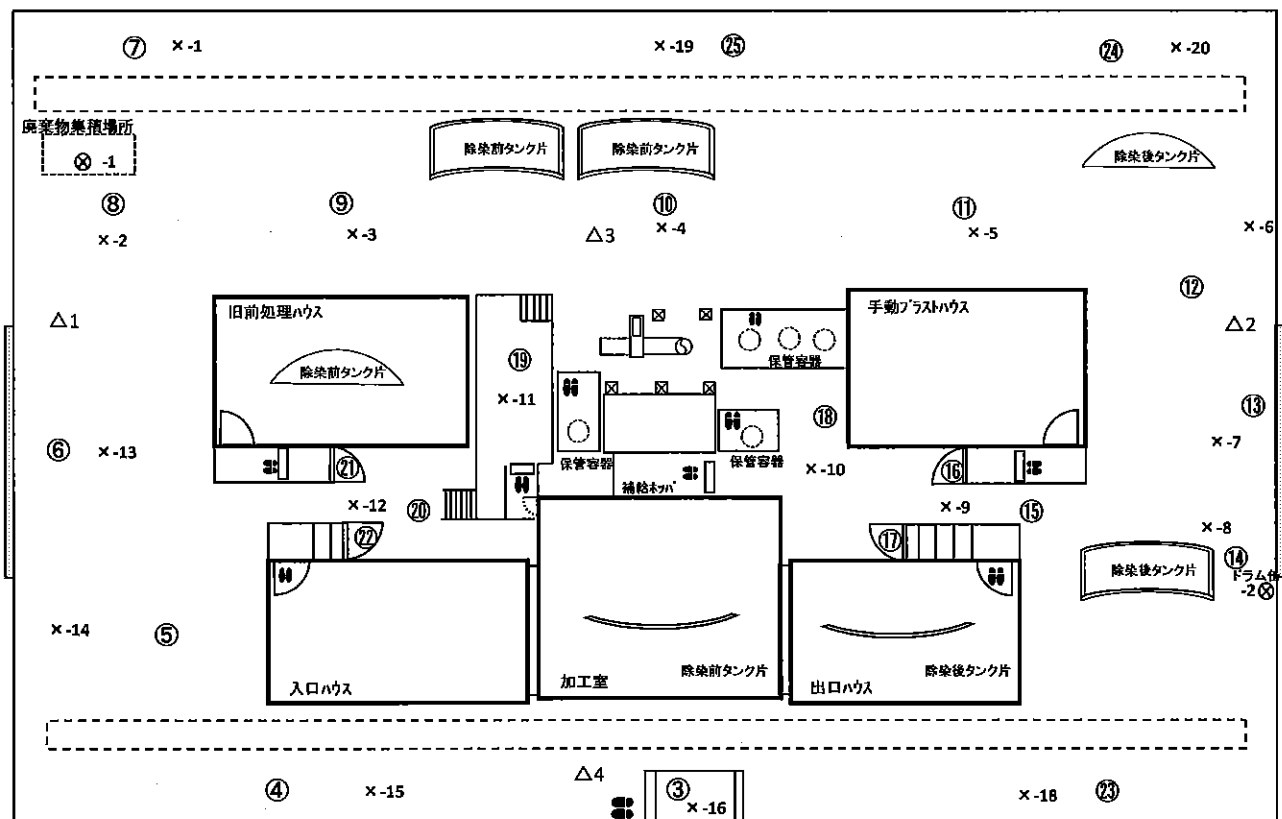 ⑦ ×-1 ×-19 ㉕ ㉔ ×-20
廃棄物集積場所
⊗ -1
除染前タンク片 除染前タンク片 除染後タンク片
⑧ ⑨ ⑩ ⑪
×-2 ×-3 △3 ×-4 ×-5 ×-6
⑫
△1 旧前処理ハウス 手動ブラストハウス △2
⑲ 保管容器
除染前タンク片
×-11 ⑱ ⑬
⑥ ×-13 ×-7
㉑ 保管容器 保管容器 ×-10 ⑯
補給ホッパ
×-12 ⑳ ×-9 ⑮
㉒ ⑰ ×-8
除染後タンク片 ⑭
-2⊗
×-14 ⑤
入口ハウス 加工室 除染前タンク片 出口ハウス 除染後タンク片
④ ×-15 △4 ③ ×-16 ×-18 ㉓